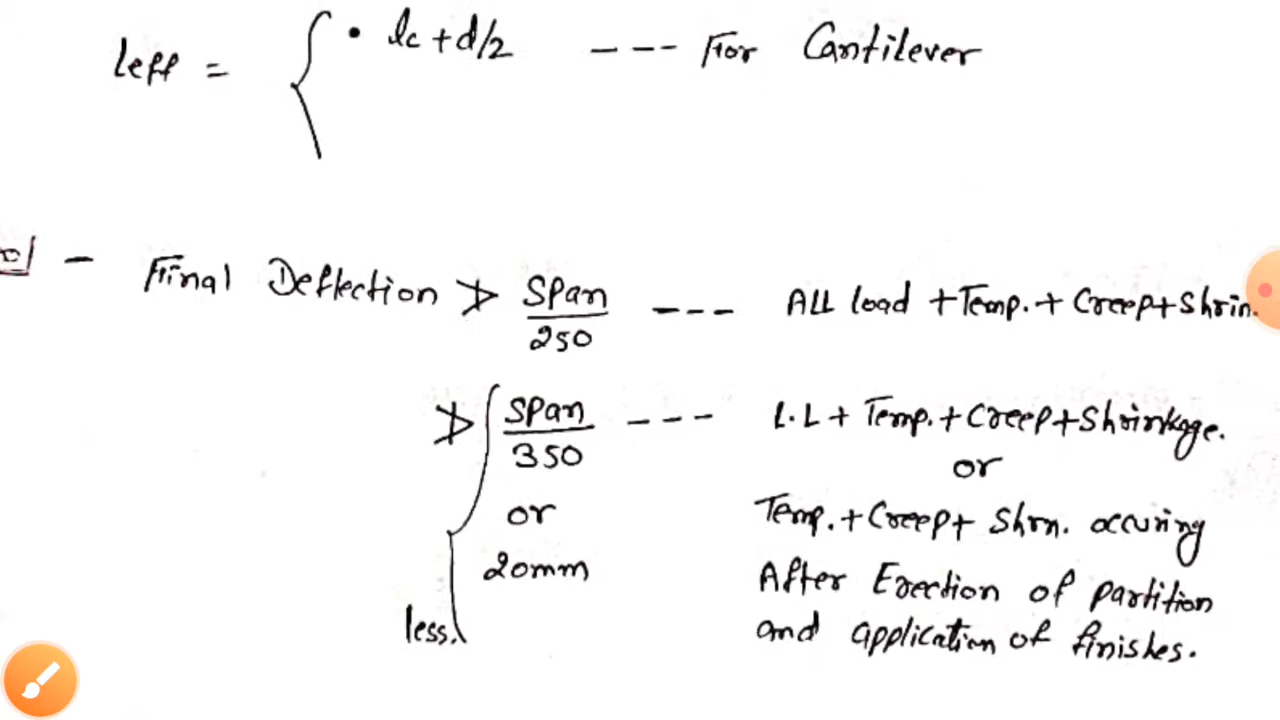 leff = { • lc + d/2 --- For Cantilever
- Final Deflection ≯ Span/250 --- ALL load + Temp. + Creep + Shrin.
≯ { Span/350 --- L.L + Temp. + Creep + Shrinkage.
or
or
20mm
less.
Temp. + Creep + Shrn. occuring
After Erection of partition
and application of finishes.